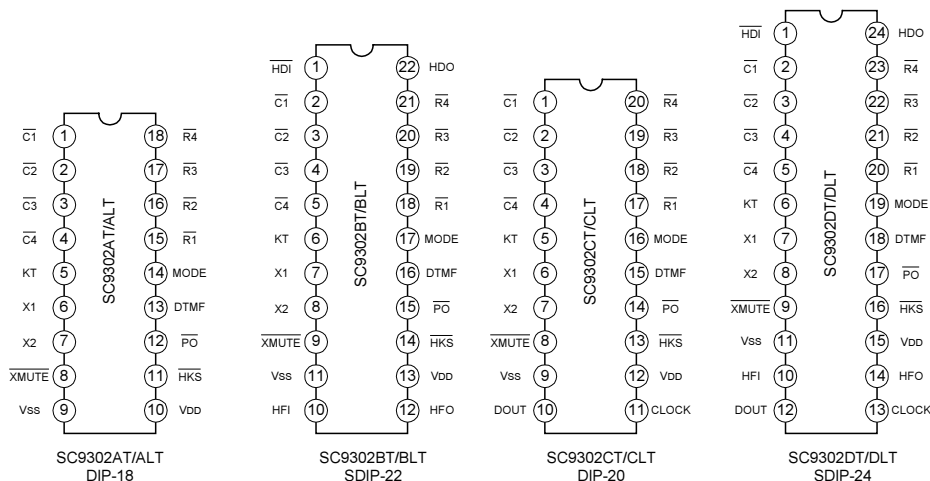 C1 1 18 R4
C2 2 17 R3
C3 3 16 R2
C4 4 15 R1
KT 5 14 MODE
X1 6 13 DTMF
X2 7 12 PO
XMUTE 8 11 HKS
Vss 9 10 VDD
SC9302AT/ALT
SC9302AT/ALT
DIP-18
HDI 1 22 HDO
C1 2 21 R4
C2 3 20 R3
C3 4 19 R2
C4 5 18 R1
KT 6 17 MODE
X1 7 16 DTMF
X2 8 15 PO
XMUTE 9 14 HKS
Vss 11 13 VDD
HFI 10 12 HFO
SC9302BT/BLT
SC9302BT/BLT
SDIP-22
C1 1 20 R4
C2 2 19 R3
C3 3 18 R2
C4 4 17 R1
KT 5 16 MODE
X1 6 15 DTMF
X2 7 14 PO
XMUTE 8 13 HKS
Vss 9 12 VDD
DOUT 10 11 CLOCK
SC9302CT/CLT
SC9302CT/CLT
DIP-20
HDI 1 24 HDO
C1 2 23 R4
C2 3 22 R3
C3 4 21 R2
C4 5 20 R1
KT 6 19 MODE
X1 7 18 DTMF
X2 8 17 PO
XMUTE 9 16 HKS
Vss 11 15 VDD
HFI 10 14 HFO
DOUT 12 13 CLOCK
SC9302DT/DLT
SC9302DT/DLT
SDIP-24